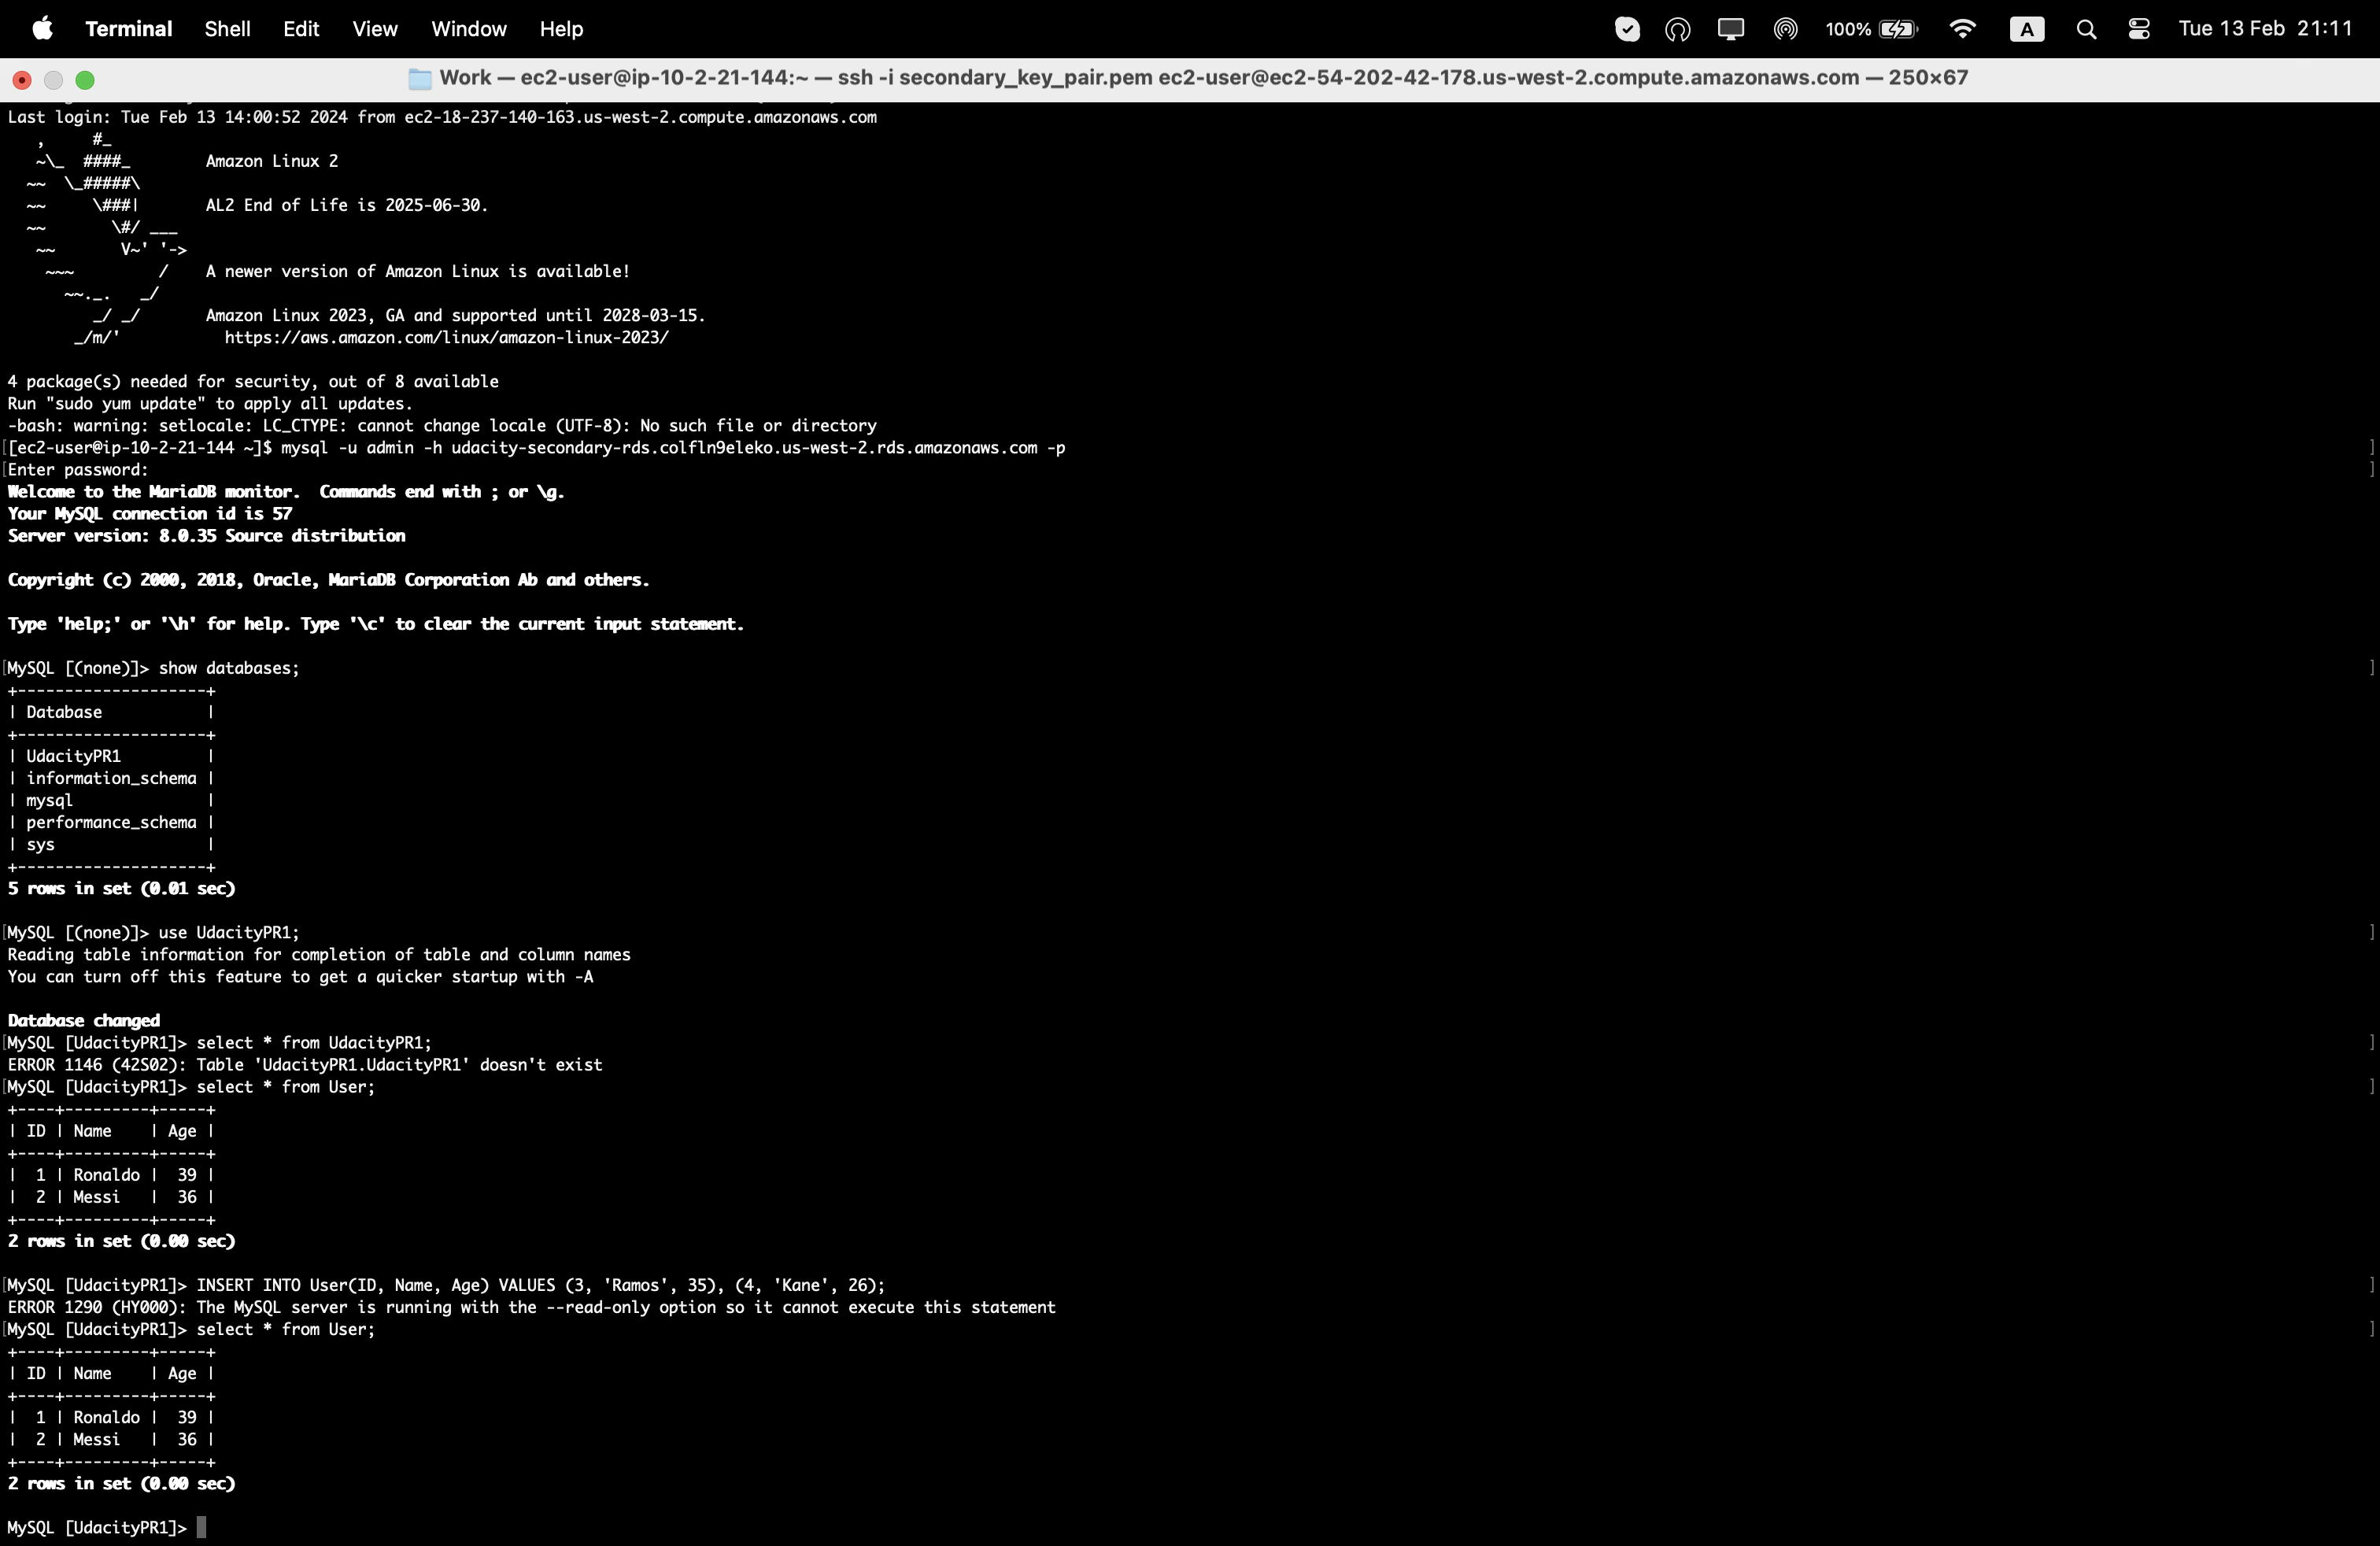 Terminal Shell Edit View Window Help 100% A Tue 13 Feb 21:11
Work — ec2-user@ip-10-2-21-144:~ — ssh -i secondary_key_pair.pem ec2-user@ec2-54-202-42-178.us-west-2.compute.amazonaws.com — 250×67
Last login: Tue Feb 13 14:00:52 2024 from ec2-18-237-140-163.us-west-2.compute.amazonaws.com
   ,     #_
   ~\_  ####_        Amazon Linux 2
  ~~  \_#####\
  ~~     \###|       AL2 End of Life is 2025-06-30.
  ~~       \#/ ___
   ~~       V~' '->
    ~~~         /    A newer version of Amazon Linux is available!
      ~~._.   _/
         _/ _/       Amazon Linux 2023, GA and supported until 2028-03-15.
       _/m/'           https://aws.amazon.com/linux/amazon-linux-2023/
4 package(s) needed for security, out of 8 available
Run "sudo yum update" to apply all updates.
-bash: warning: setlocale: LC_CTYPE: cannot change locale (UTF-8): No such file or directory
[[ec2-user@ip-10-2-21-144 ~]$ mysql -u admin -h udacity-secondary-rds.colfln9eleko.us-west-2.rds.amazonaws.com -p ]
[Enter password: ]
Welcome to the MariaDB monitor.  Commands end with ; or \g.
Your MySQL connection id is 57
Server version: 8.0.35 Source distribution
Copyright (c) 2000, 2018, Oracle, MariaDB Corporation Ab and others.
Type 'help;' or '\h' for help. Type '\c' to clear the current input statement.
[MySQL [(none)]> show databases; ]
+--------------------+
| Database           |
+--------------------+
| UdacityPR1         |
| information_schema |
| mysql              |
| performance_schema |
| sys                |
+--------------------+
5 rows in set (0.01 sec)
[MySQL [(none)]> use UdacityPR1; ]
Reading table information for completion of table and column names
You can turn off this feature to get a quicker startup with -A
Database changed
[MySQL [UdacityPR1]> select * from UdacityPR1; ]
ERROR 1146 (42S02): Table 'UdacityPR1.UdacityPR1' doesn't exist
[MySQL [UdacityPR1]> select * from User; ]
+----+---------+-----+
| ID | Name    | Age |
+----+---------+-----+
|  1 | Ronaldo |  39 |
|  2 | Messi   |  36 |
+----+---------+-----+
2 rows in set (0.00 sec)
[MySQL [UdacityPR1]> INSERT INTO User(ID, Name, Age) VALUES (3, 'Ramos', 35), (4, 'Kane', 26); ]
ERROR 1290 (HY000): The MySQL server is running with the --read-only option so it cannot execute this statement
[MySQL [UdacityPR1]> select * from User; ]
+----+---------+-----+
| ID | Name    | Age |
+----+---------+-----+
|  1 | Ronaldo |  39 |
|  2 | Messi   |  36 |
+----+---------+-----+
2 rows in set (0.00 sec)
MySQL [UdacityPR1]>